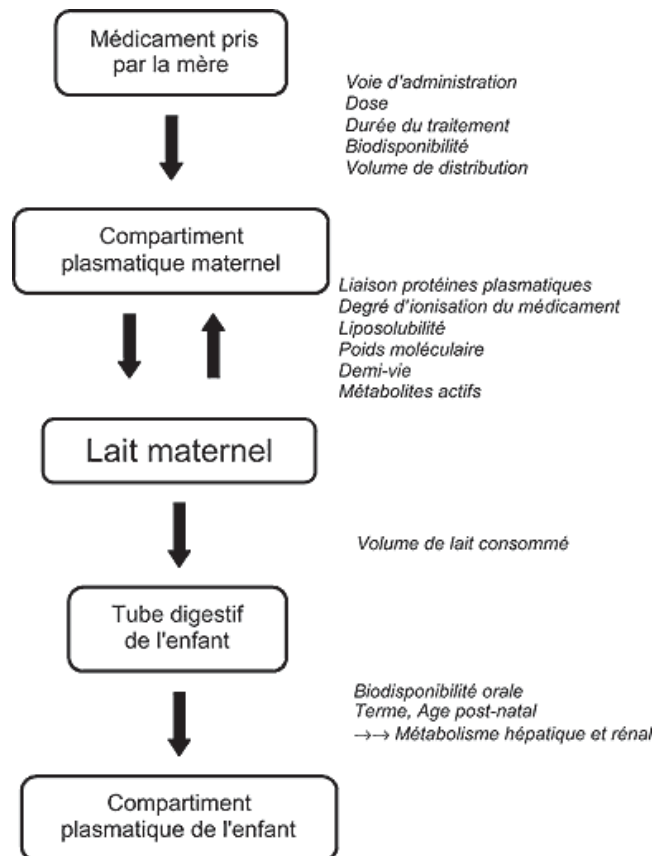 Médicament pris
par la mère
Voie d'administration
Dose
Durée du traitement
Biodisponibilité
Volume de distribution
Compartiment
plasmatique maternel
Liaison protéines plasmatiques
Degré d'ionisation du médicament
Liposolubilité
Poids moléculaire
Demi-vie
Métabolites actifs
Lait maternel
Volume de lait consommé
Tube digestif
de l'enfant
Biodisponibilité orale
Terme, Age post-natal
→→ Métabolisme hépatique et rénal
Compartiment
plasmatique de l'enfant